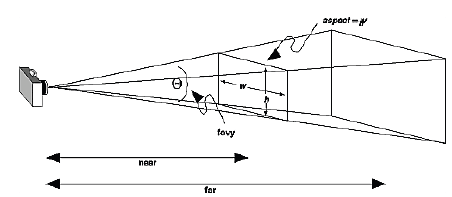 aspect = w
Θ
w
h
fovy
near
far